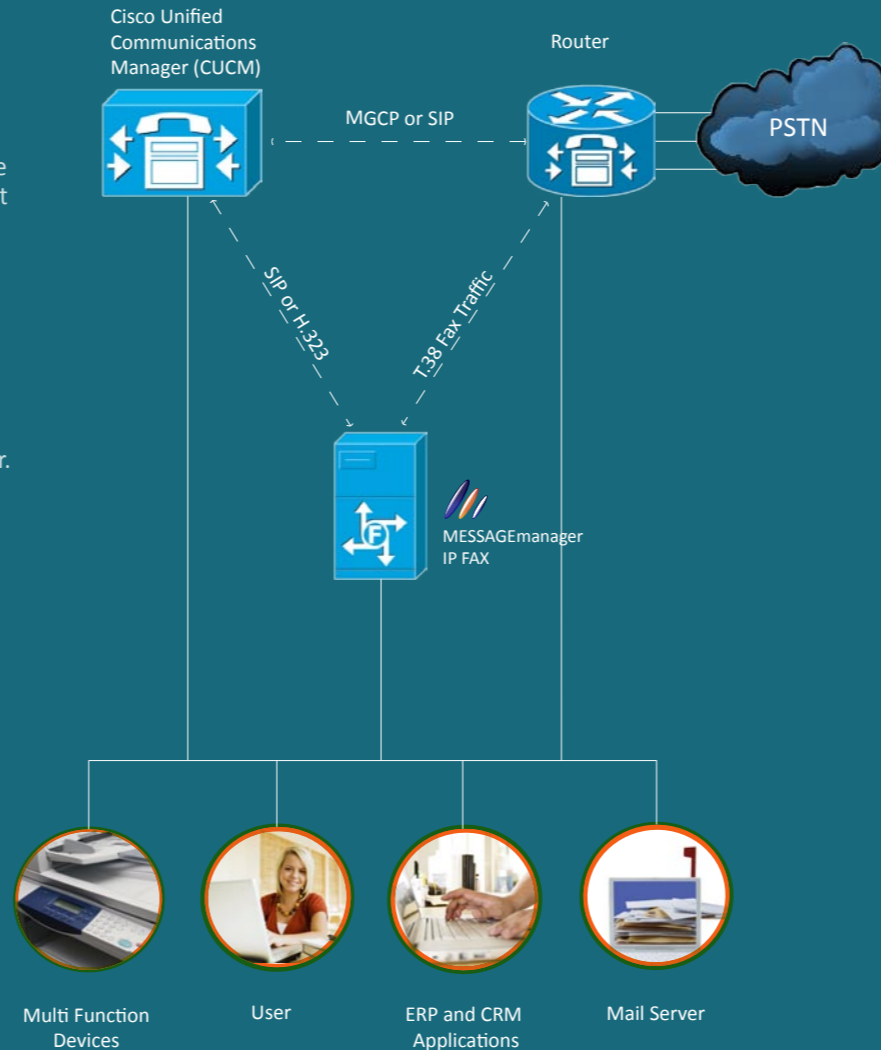 Cisco Unified
Communications
Manager (CUCM)
Router
MGCP or SIP
PSTN
SIP or H.323
T.38 Fax Traffic
F
MESSAGEmanager
IP FAX
Multi Function
Devices
User
ERP and CRM
Applications
Mail Server